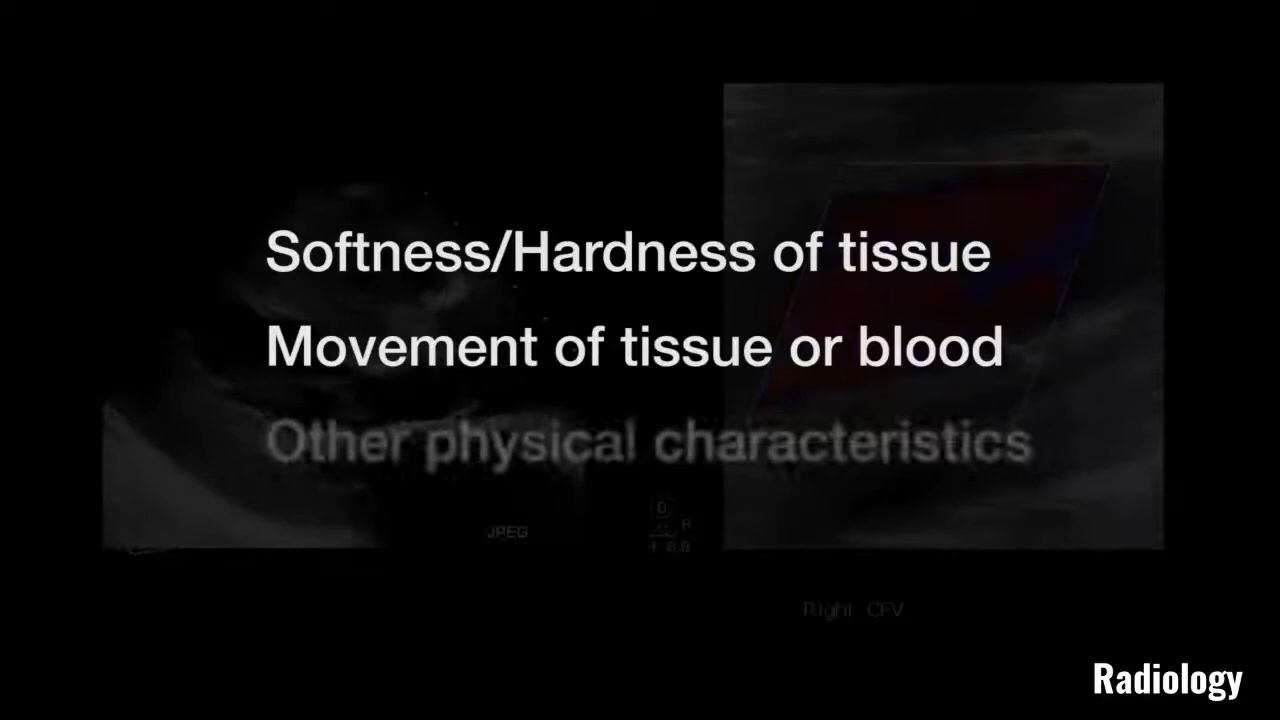 Softness/Hardness of tissue
Movement of tissue or blood
Other physical characteristics
JPEG
Right CFV
Radiology